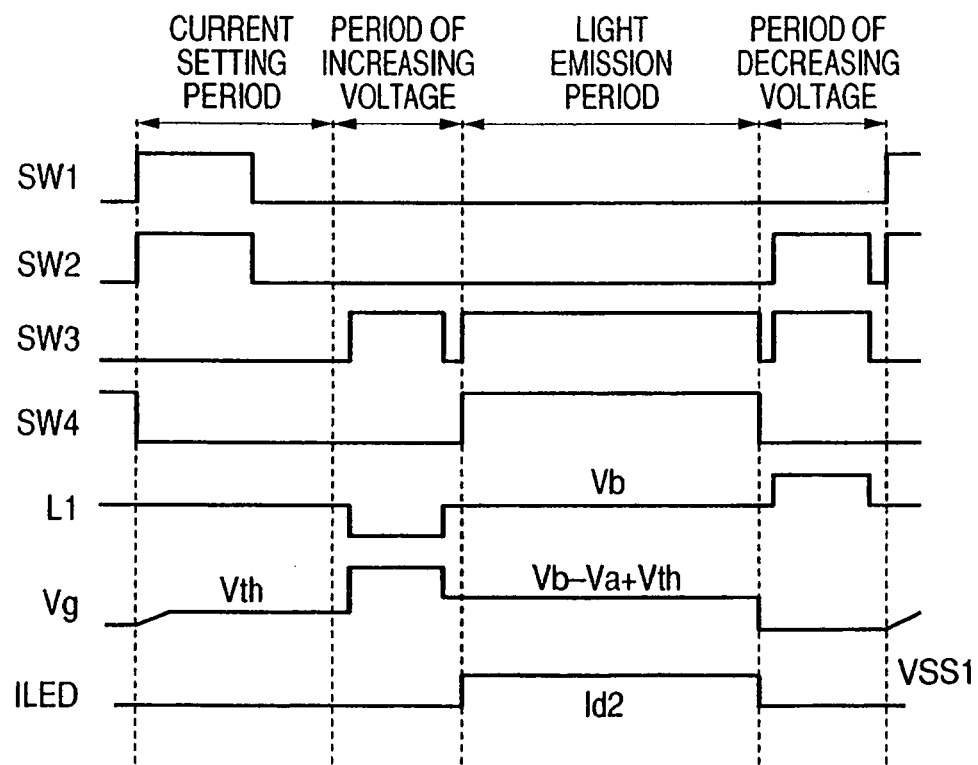 CURRENT
SETTING
PERIOD
PERIOD OF
INCREASING
VOLTAGE
LIGHT
EMISSION
PERIOD
PERIOD OF
DECREASING
VOLTAGE
SW1
SW2
SW3
SW4
L1
Vb
Vg
Vth
Vb–Va+Vth
ILED
Id2
VSS1